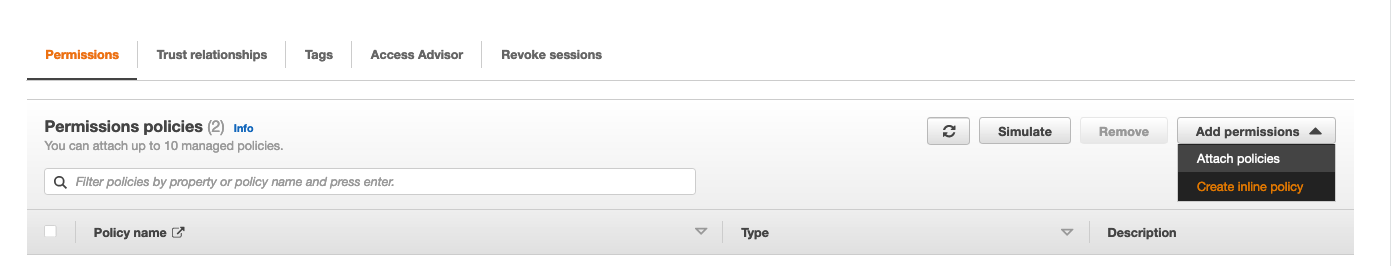 Permissions Trust relationships Tags Access Advisor Revoke sessions
Permissions policies (2) Info
You can attach up to 10 managed policies.
Simulate Remove Add permissions
Attach policies
Create inline policy
Filter policies by property or policy name and press enter.
Policy name Type Description